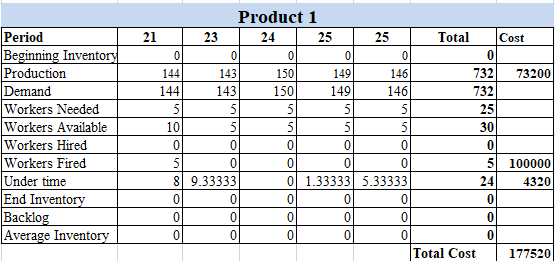 Product 1
Period 21 23 24 25 25 Total Cost
Beginning Inventory 0 0 0 0 0 0
Production 144 143 150 149 146 732 73200
Demand 144 143 150 149 146 732
Workers Needed 5 5 5 5 5 25
Workers Available 10 5 5 5 5 30
Workers Hired 0 0 0 0 0 0
Workers Fired 5 0 0 0 0 5 100000
Under time 8 9.33333 0 1.33333 5.33333 24 4320
End Inventory 0 0 0 0 0 0
Backlog 0 0 0 0 0 0
Average Inventory 0 0 0 0 0 0
Total Cost 177520